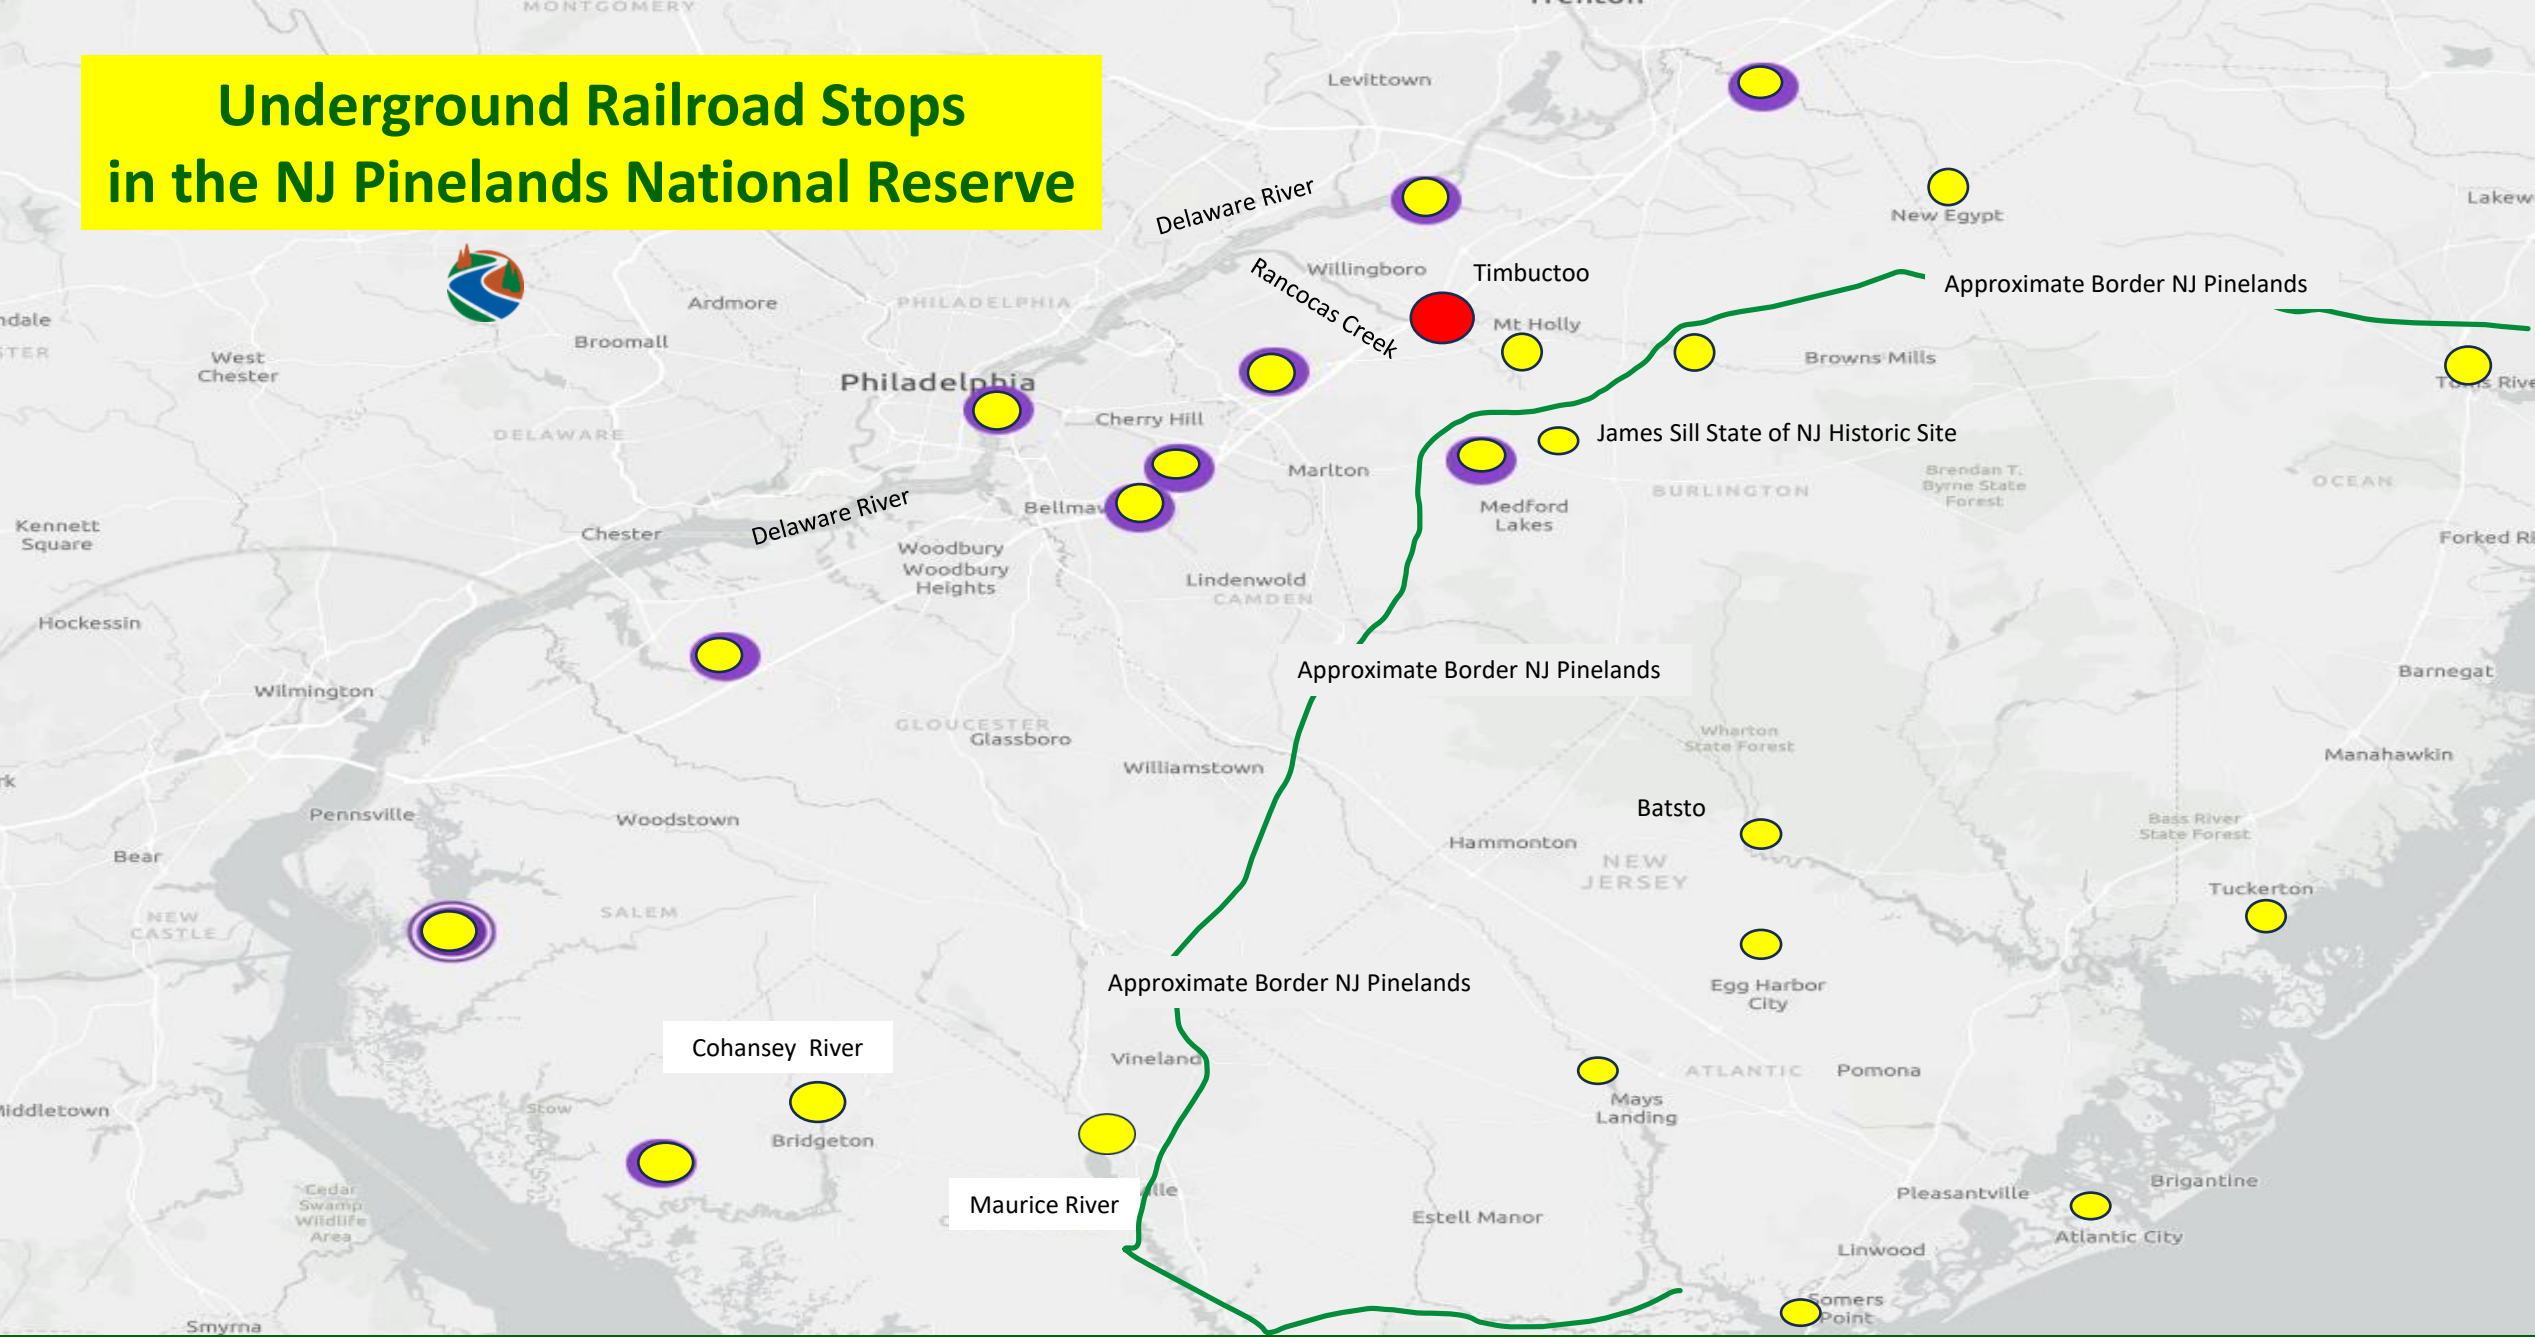 MONTGOMERY
Trenton
Underground Railroad Stops
in the NJ Pinelands National Reserve
Levittown
Delaware River
New Egypt
Willingboro
Timbuctoo
Rancocas Creek
Approximate Border NJ Pinelands
Ardmore
PHILADELPHIA
Mt Holly
Broomall
West
Chester
Browns Mills
Philadelphia
Cherry Hill
DELAWARE
James Sill State of NJ Historic Site
Marlton
Brendan T.
Byrne State
Forest
OCEAN
BURLINGTON
Medford
Lakes
Kennett
Square
Chester
Delaware River
Woodbury
Woodbury
Heights
Lindenwold
CAMDEN
Hockessin
Approximate Border NJ Pinelands
Barnegat
Wilmington
GLOUCESTER
Glassboro
Wharton
State Forest
Manahawkin
Williamstown
Pennsville
Woodstown
Batsto
Bass River
State Forest
Hammonton
Bear
NEW
JERSEY
Tuckerton
NEW
CASTLE
SALEM
Approximate Border NJ Pinelands
Egg Harbor
City
Cohansey River
Vineland
ATLANTIC
Pomona
Mays
Landing
Stow
Bridgeton
Cedar
Swamp
Wildlife
Area
Maurice River
Estell Manor
Pleasantville
Brigantine
Atlantic City
Linwood
Somers
Point
Smyrna